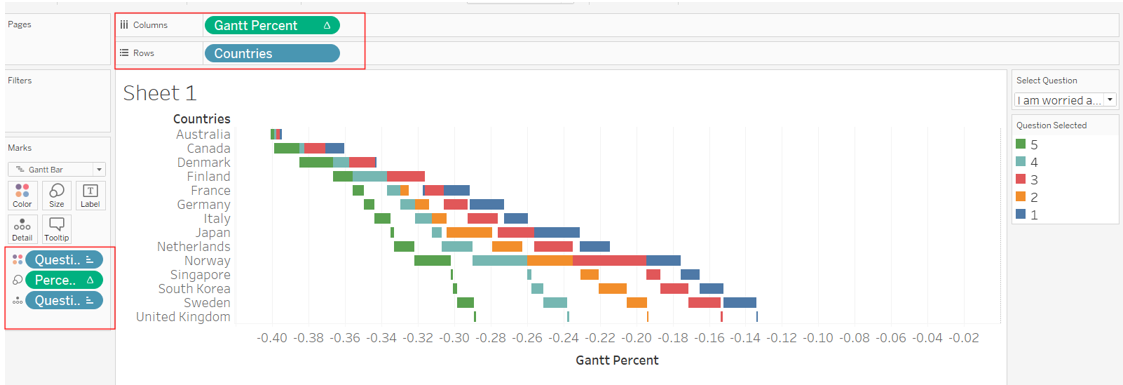 Pages
Columns
Gantt Percent Δ
Rows
Countries
Filters
Sheet 1
Select Question
I am worried a...
Countries
Question Selected
Australia
5
Canada
4
Marks
Denmark
3
Gantt Bar
Finland
2
France
1
Color
Size
Label
Germany
Italy
Detail
Tooltip
Japan
Netherlands
Questi..
Norway
Perce.. Δ
Singapore
Questi..
South Korea
Sweden
United Kingdom
-0.40 -0.38 -0.36 -0.34 -0.32 -0.30 -0.28 -0.26 -0.24 -0.22 -0.20 -0.18 -0.16 -0.14 -0.12 -0.10 -0.08 -0.06 -0.04 -0.02
Gantt Percent